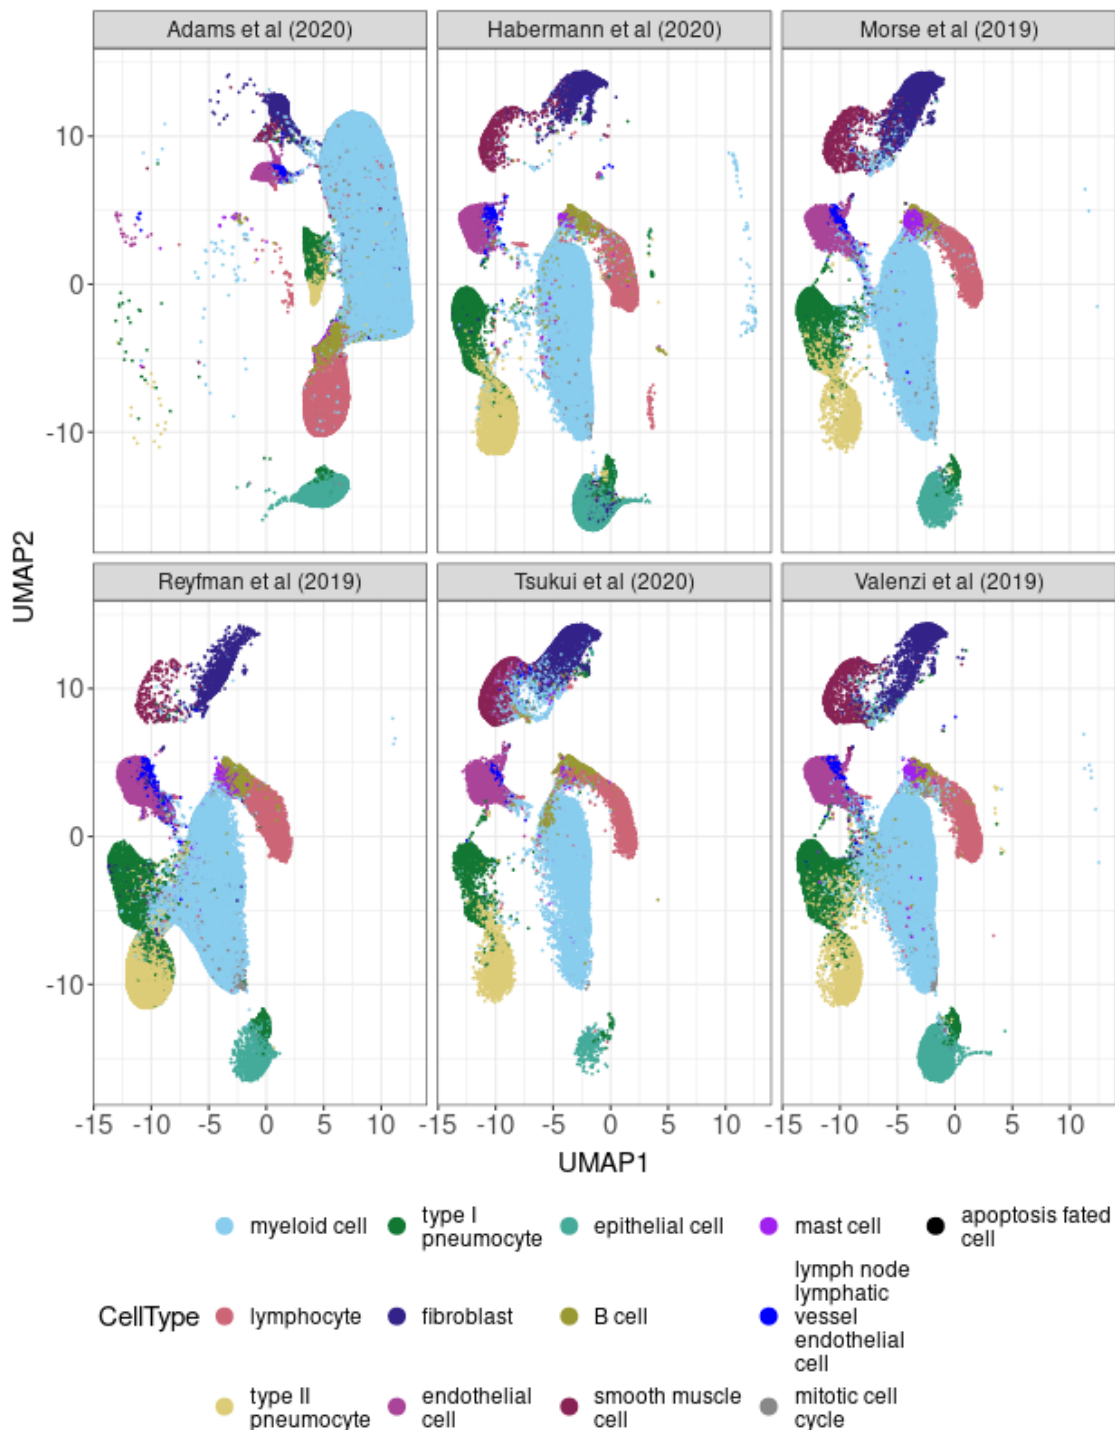 Adams et al (2020)
Habermann et al (2020)
Morse et al (2019)
10
0
-10
UMAP2
Reyfman et al (2019)
Tsukui et al (2020)
Valenzi et al (2019)
10
0
-10
-15 -10 -5 0 5 10
-15 -10 -5 0 5 10
-15 -10 -5 0 5 10
UMAP1
CellType
myeloid cell
lymphocyte
type II
pneumocyte
type I
pneumocyte
fibroblast
endothelial
cell
epithelial cell
B cell
smooth muscle
cell
mast cell
lymph node
lymphatic
vessel
endothelial
cell
mitotic cell
cycle
apoptosis fated
cell